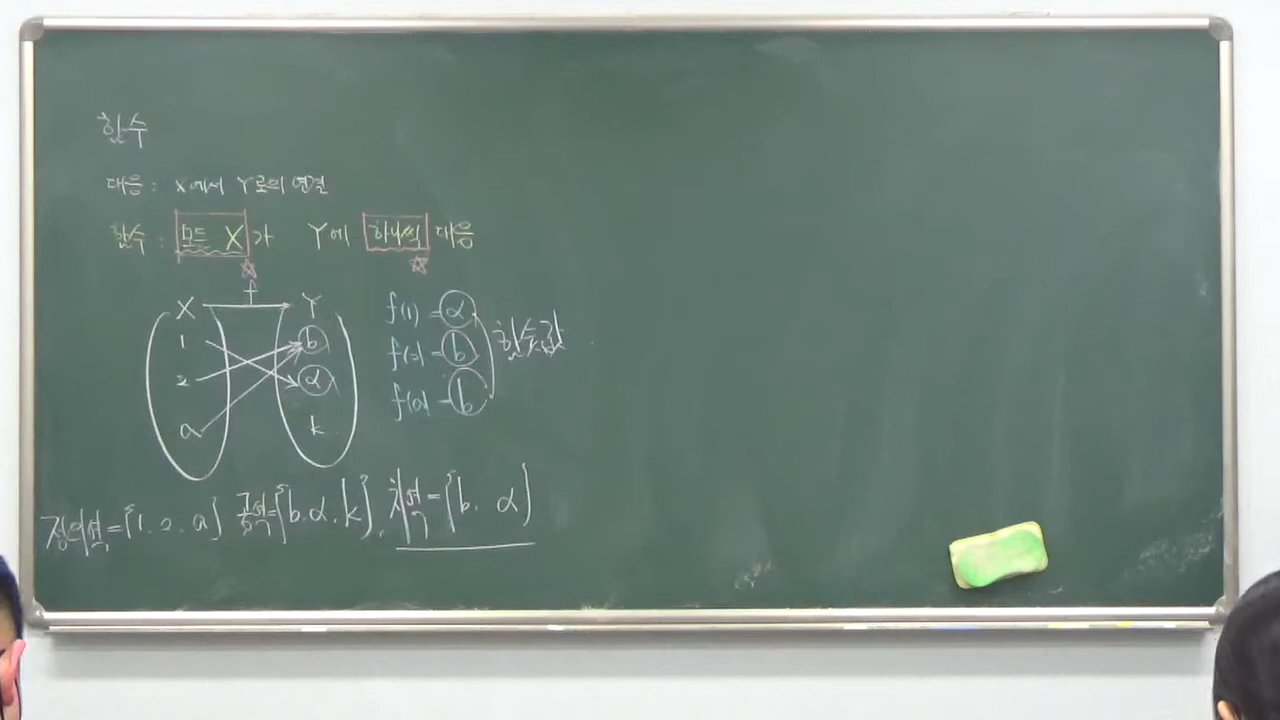 함수
대응 : X에서 Y로의 연결
함수 : 모든 X가 Y에 하나씩 대응
f
X Y
1 b
2 α
a k
f(1) = α
f(2) = b
f(a) = b
함숫값
정의역 = {1, 2, a} 공역 = {b, α, k}, 치역 = {b, α}